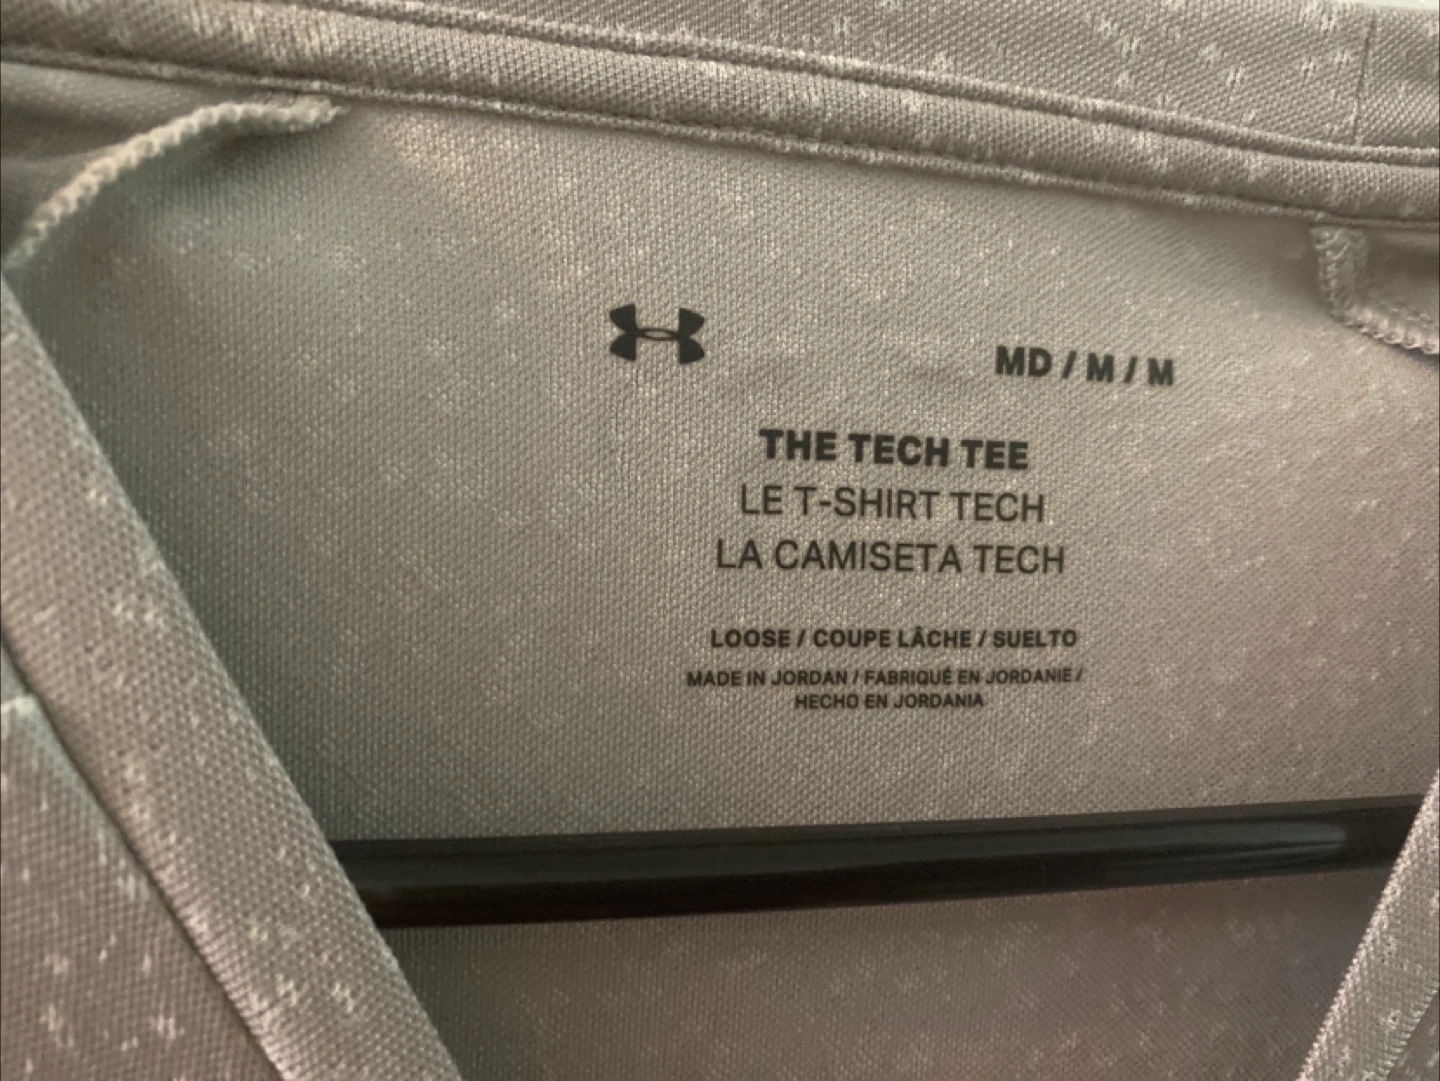 MD / M / M
THE TECH TEE
LE T-SHIRT TECH
LA CAMISETA TECH
LOOSE / COUPE LÂCHE / SUELTO
MADE IN JORDAN / FABRIQUÉ EN JORDANIE /
HECHO EN JORDANIA